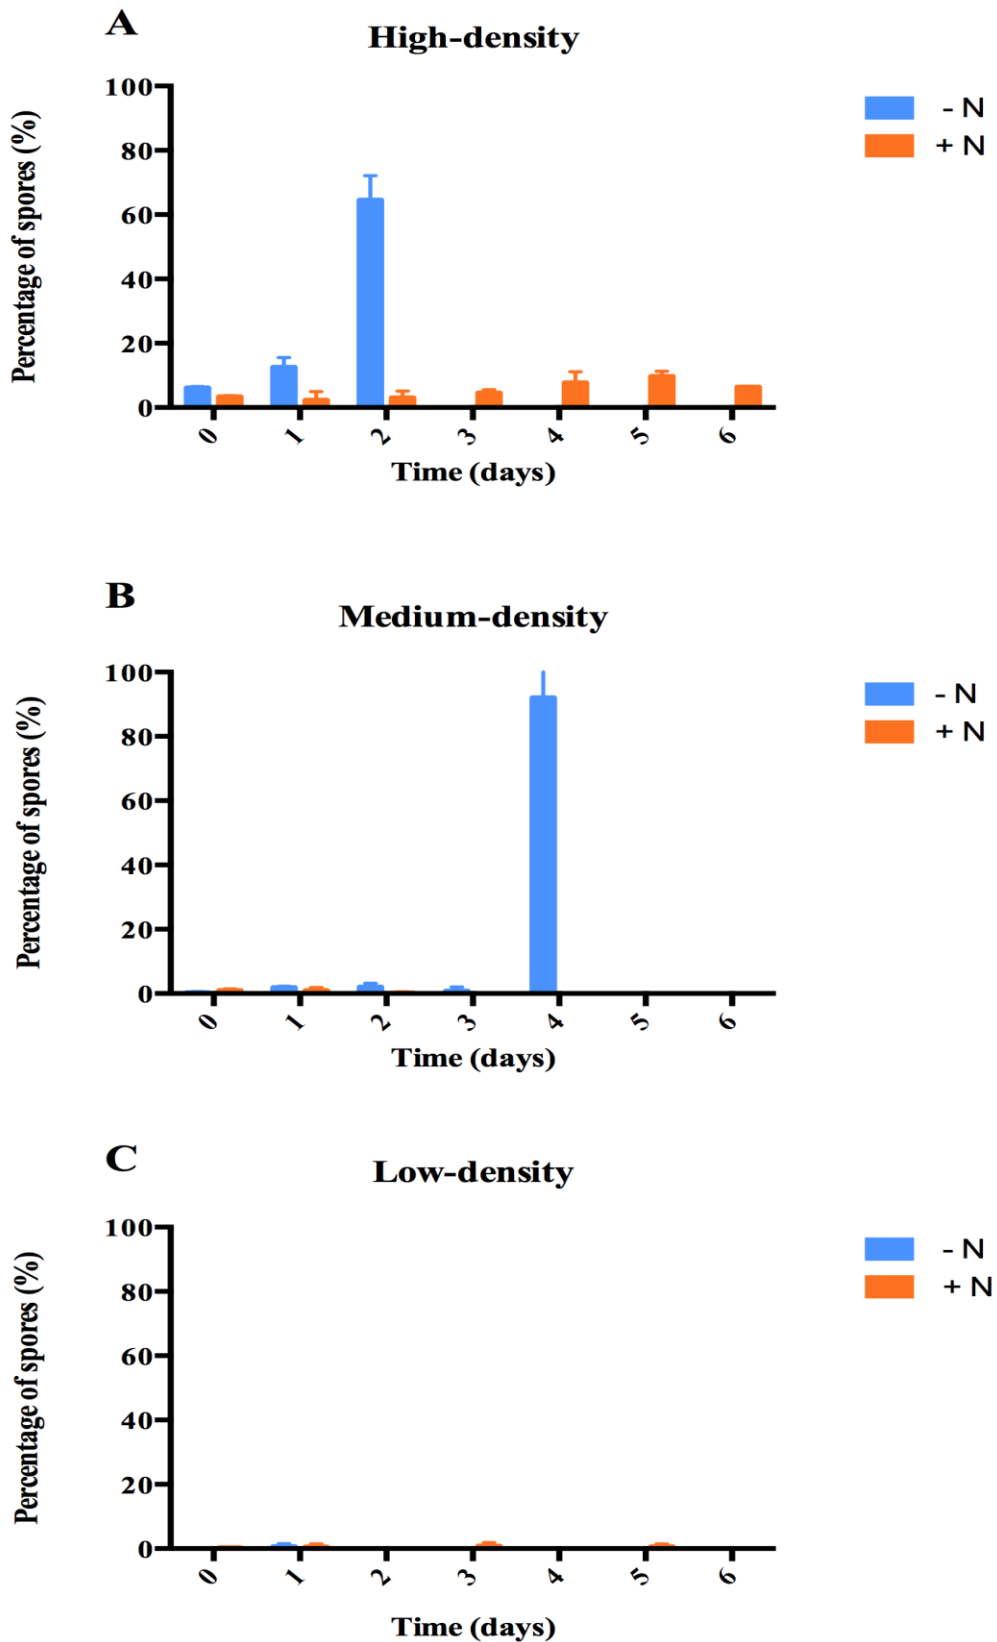 A
High-density
Percentage of spores (%)
100
80
60
40
20
0
- N
+ N
0 1 2 3 4 5 6
Time (days)
B
Medium-density
Percentage of spores (%)
100
80
60
40
20
0
- N
+ N
0 1 2 3 4 5 6
Time (days)
C
Low-density
Percentage of spores (%)
100
80
60
40
20
0
- N
+ N
0 1 2 3 4 5 6
Time (days)